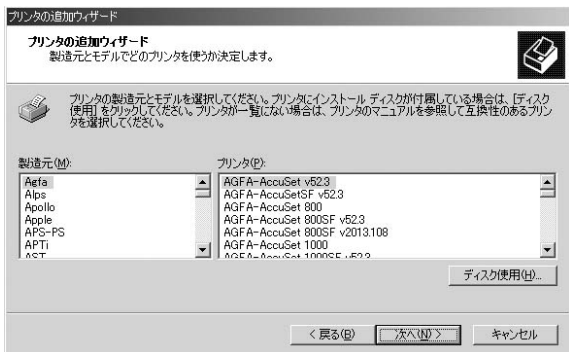 プリンタの追加ウィザード
プリンタの追加ウィザード
製造元とモデルでどのプリンタを使うか決定します。
プリンタの製造元とモデルを選択してください。プリンタにインストール ディスクが付属している場合は、[ディスク
使用] をクリックしてください。プリンタが一覧にない場合は、プリンタのマニュアルを参照して互換性のあるプリン
タを選択してください。
製造元(M):
プリンタ(P):
Agfa
Alps
Apollo
Apple
APS-PS
APTi
AST
AGFA-AccuSet v52.3
AGFA-AccuSetSF v52.3
AGFA-AccuSet 800
AGFA-AccuSet 800SF v52.3
AGFA-AccuSet 800SF v2013.108
AGFA-AccuSet 1000
AGFA-AccuSet 1000SF v52.3
ディスク使用(H)...
< 戻る(B)
次へ(N) >
キャンセル